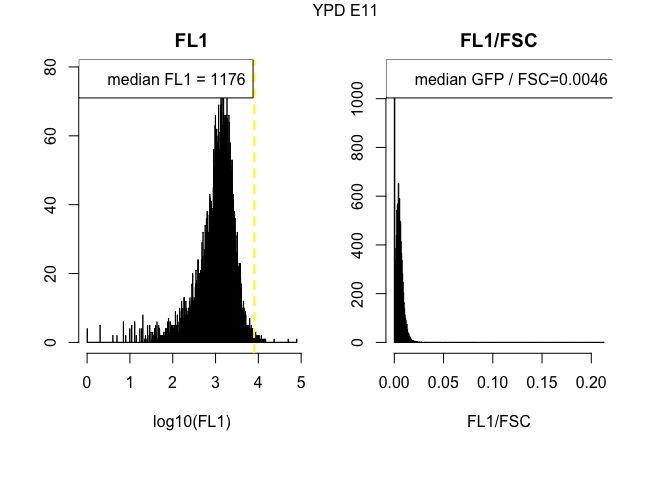 YPD E11
FL1
median FL1 = 1176
80
60
40
20
0
0 1 2 3 4 5
log10(FL1)
FL1/FSC
median GFP / FSC=0.0046
1000
800
600
400
200
0
0.00 0.05 0.10 0.15 0.20
FL1/FSC